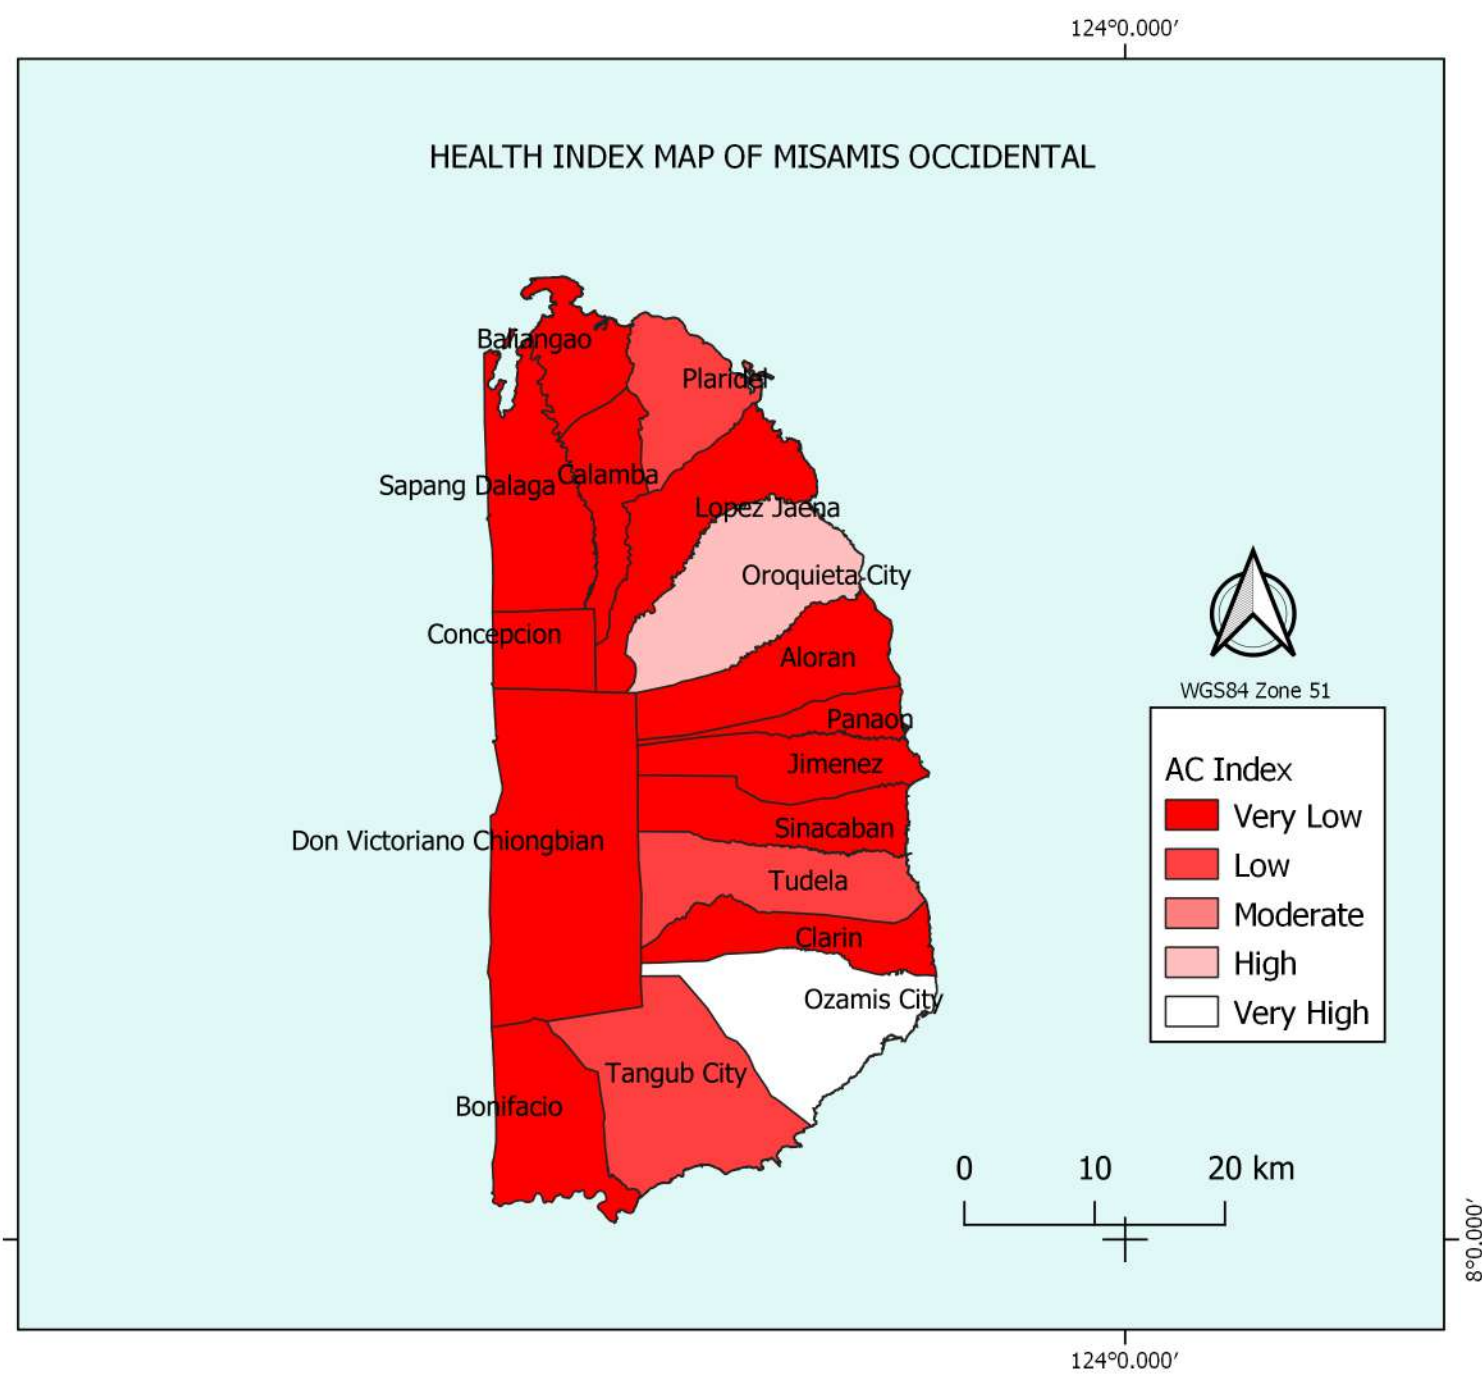 124°0.000′
HEALTH INDEX MAP OF MISAMIS OCCIDENTAL
Baliangao
Plaridel
Calamba
Sapang Dalaga
Lopez Jaena
Oroquieta City
Concepcion
Aloran
WGS84 Zone 51
Panaon
Jimenez
AC Index
Very Low
Sinacaban
Don Victoriano Chiongbian
Low
Tudela
Moderate
Clarin
High
Ozamis City
Very High
Tangub City
Bonifacio
0 10 20 km
8°0.000′
124°0.000′